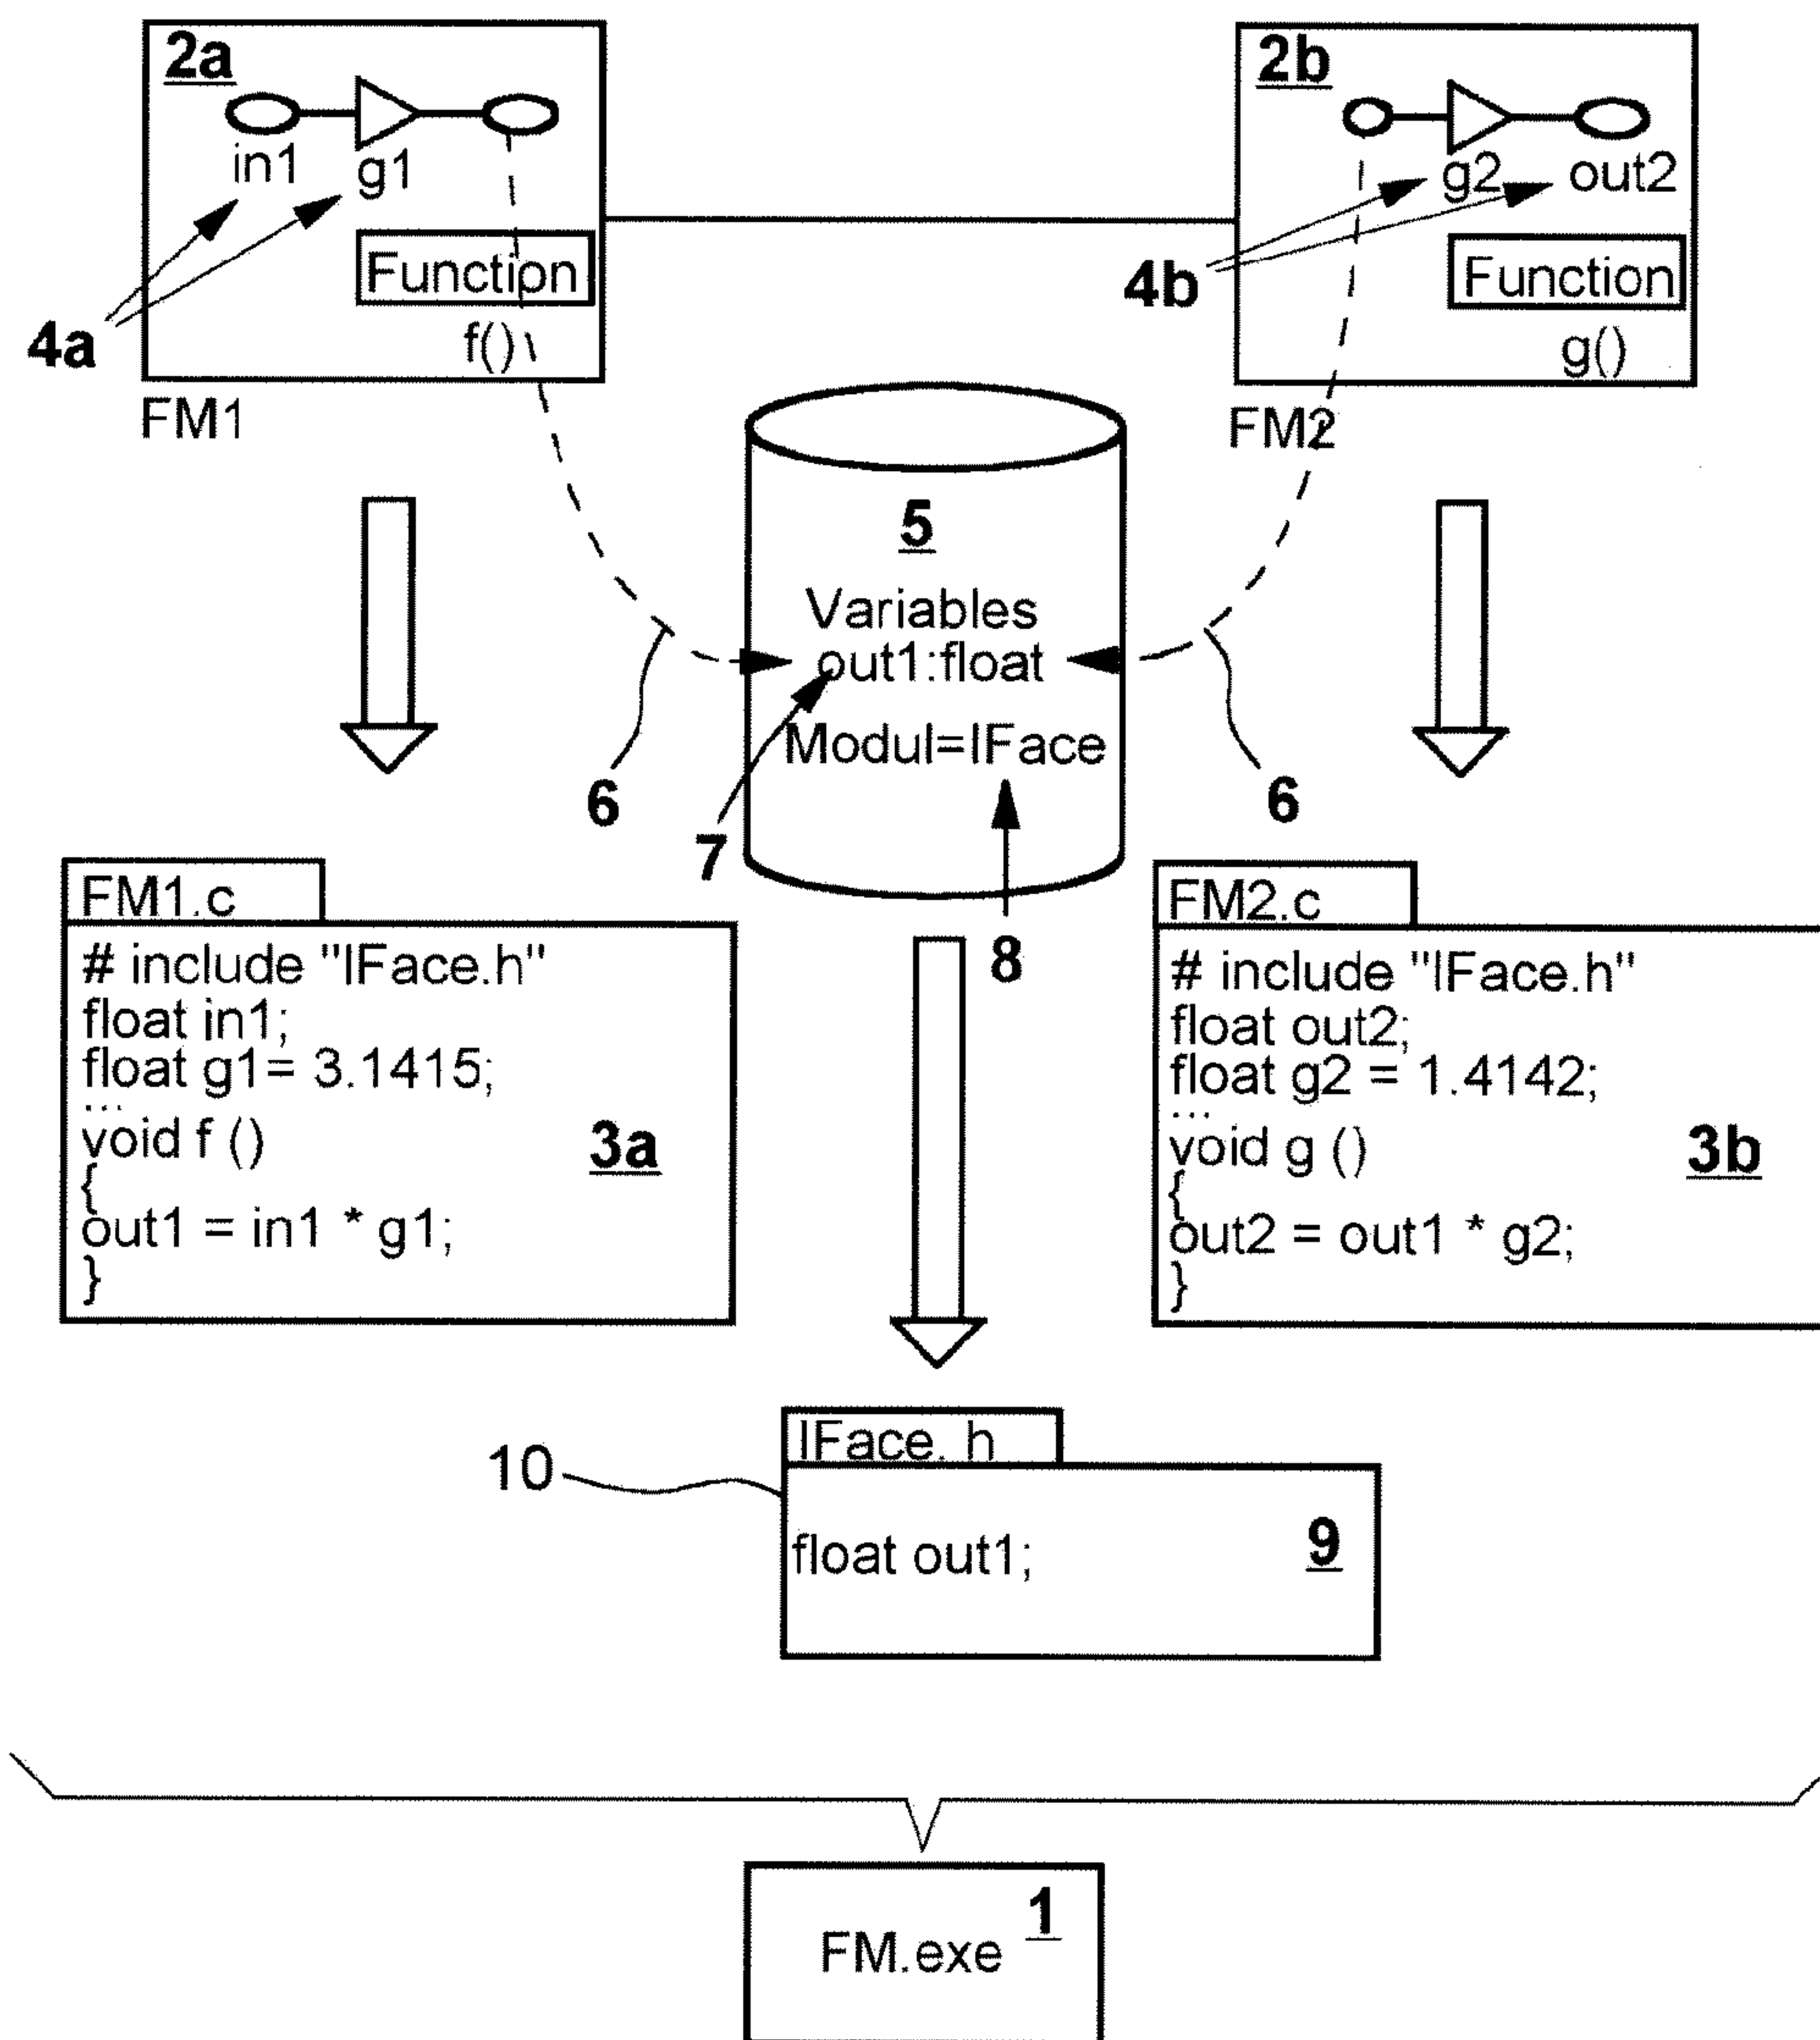 2a
in1
g1
Function
f()
4a
FM1
2b
g2
out2
4b
Function
g()
FM2
5
Variables
out1:float
Modul=IFace
6
6
7
8
FM1.c
# include "IFace.h"
float in1;
float g1= 3.1415;
...
void f ()
{
out1 = in1 * g1;
}
3a
FM2.c
# include "IFace.h"
float out2;
float g2 = 1.4142;
...
void g ()
{
out2 = out1 * g2;
}
3b
IFace. h
10
float out1;
9
1
FM.exe